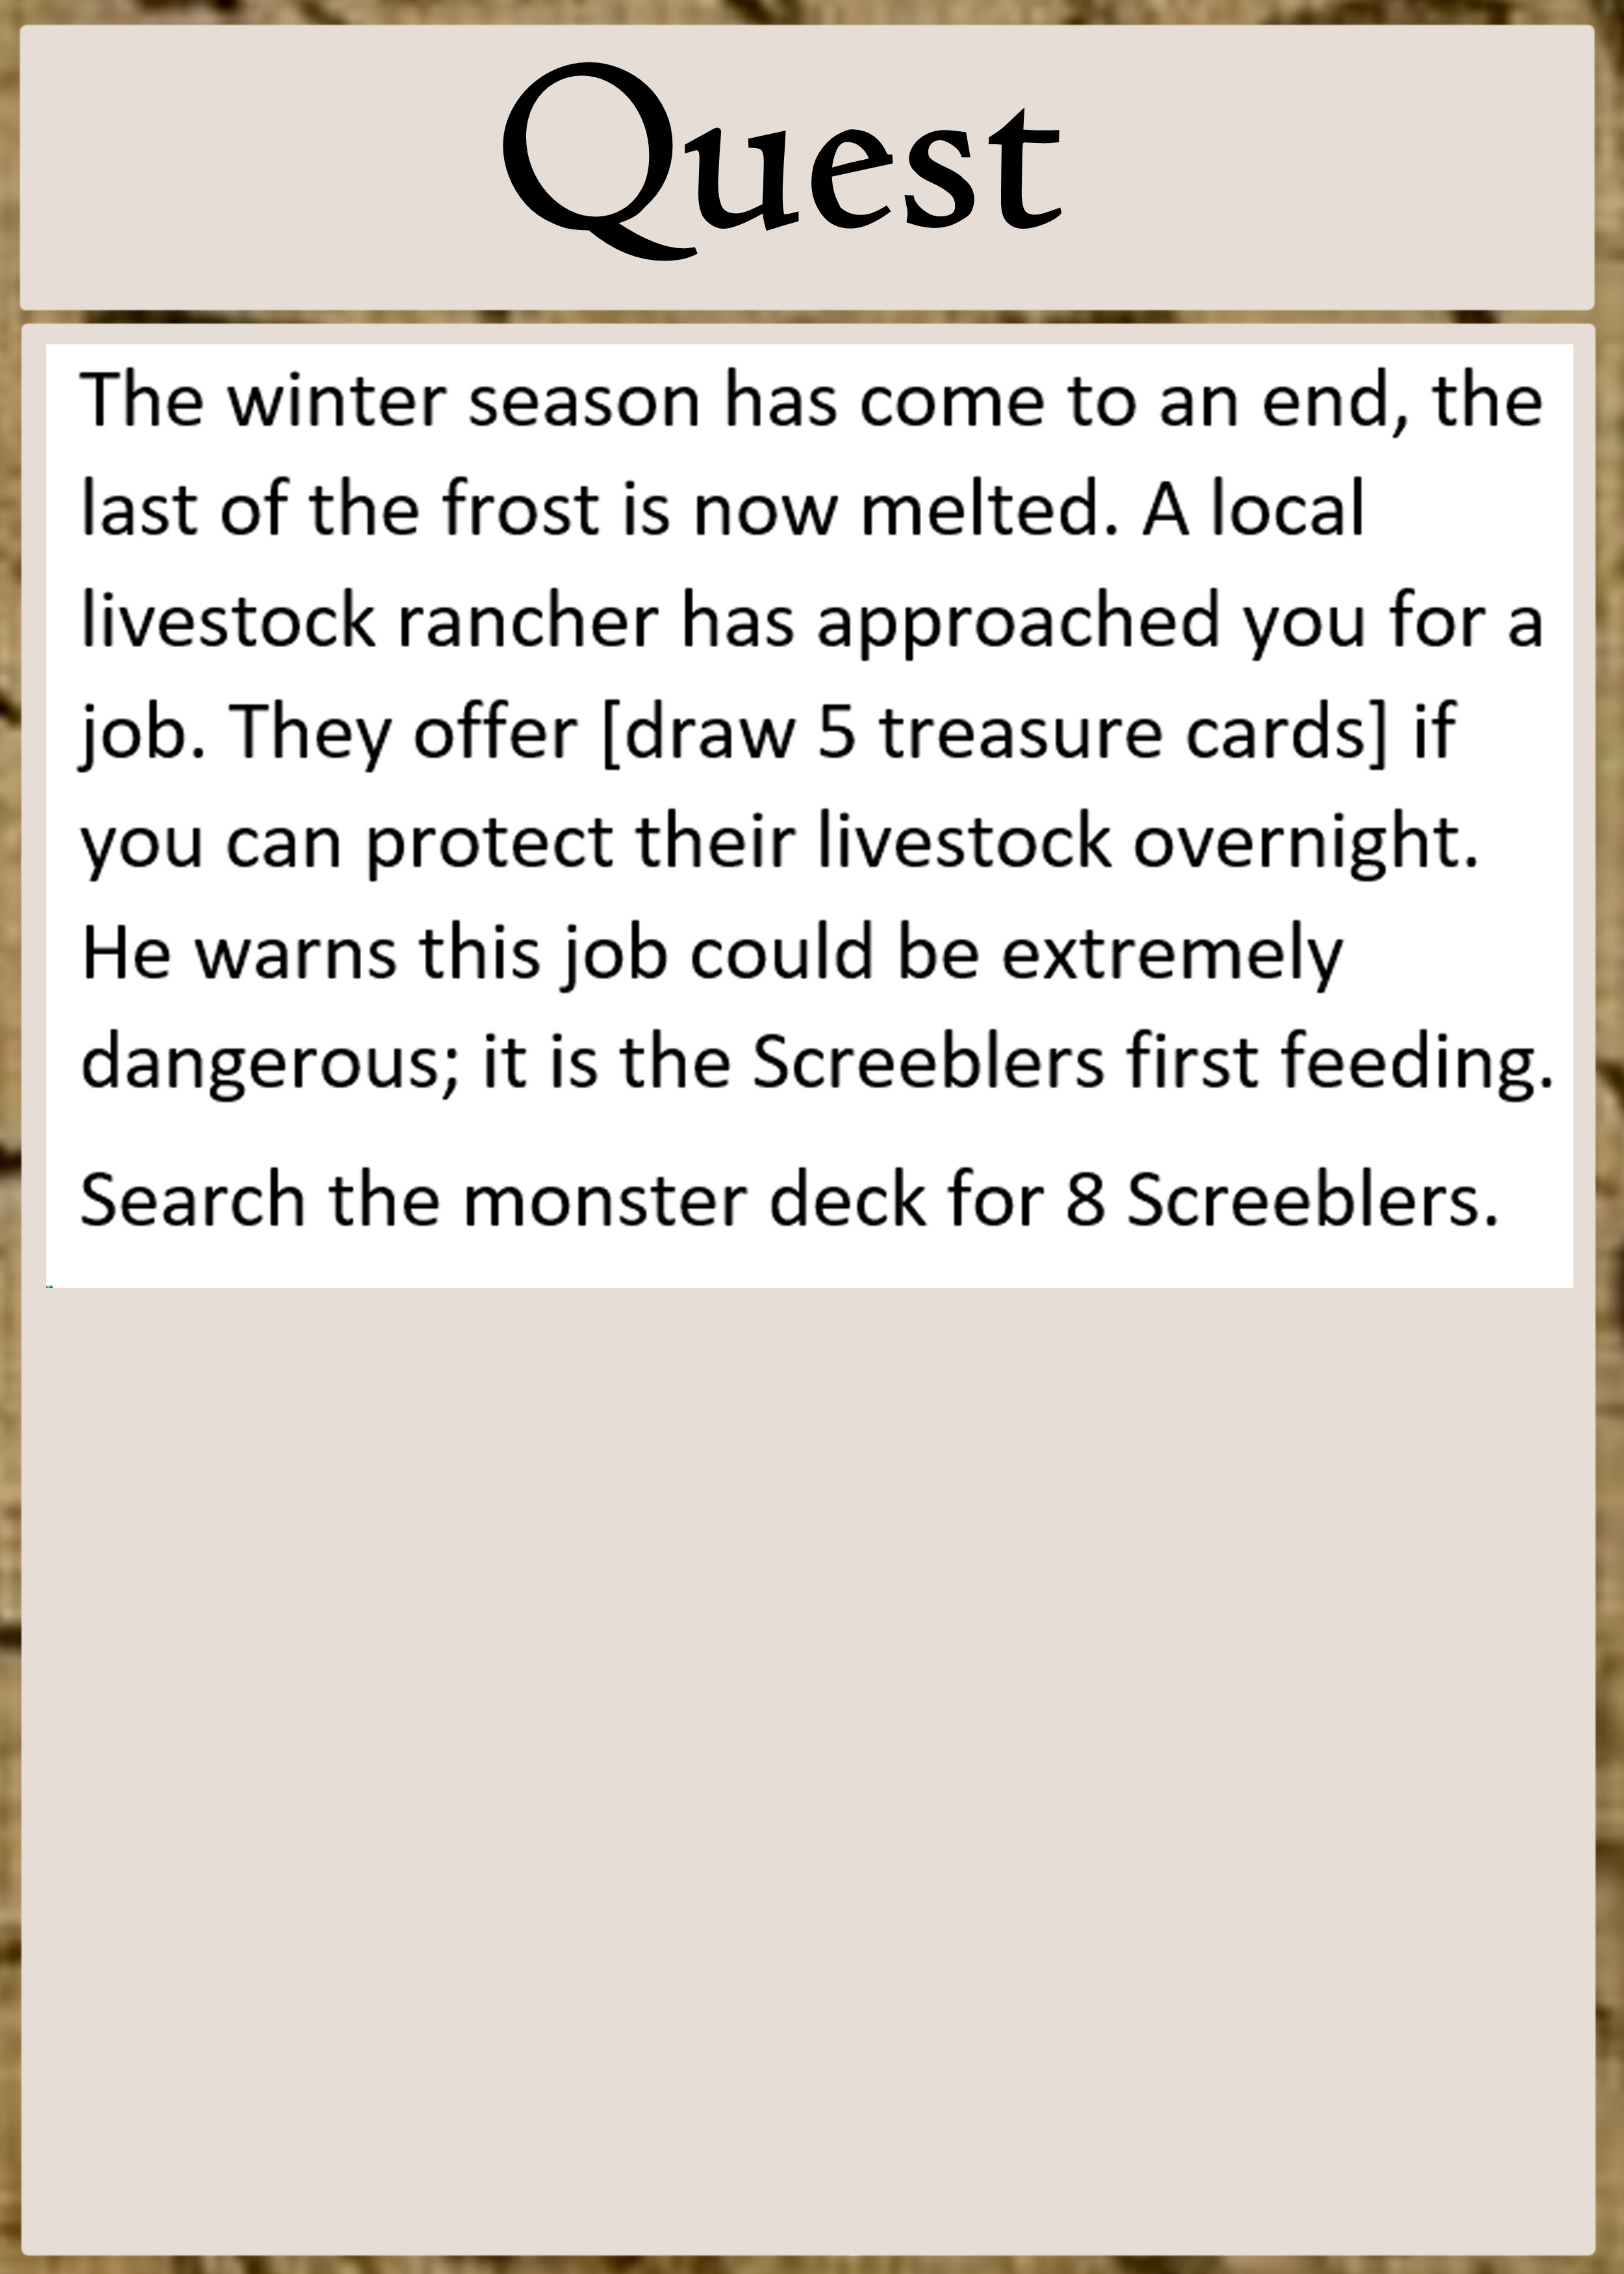 Quest
The winter season has come to an end, the
last of the frost is now melted. A local
livestock rancher has approached you for a
job. They offer [draw 5 treasure cards] if
you can protect their livestock overnight.
He warns this job could be extremely
dangerous; it is the Screeblers first feeding.
Search the monster deck for 8 Screeblers.